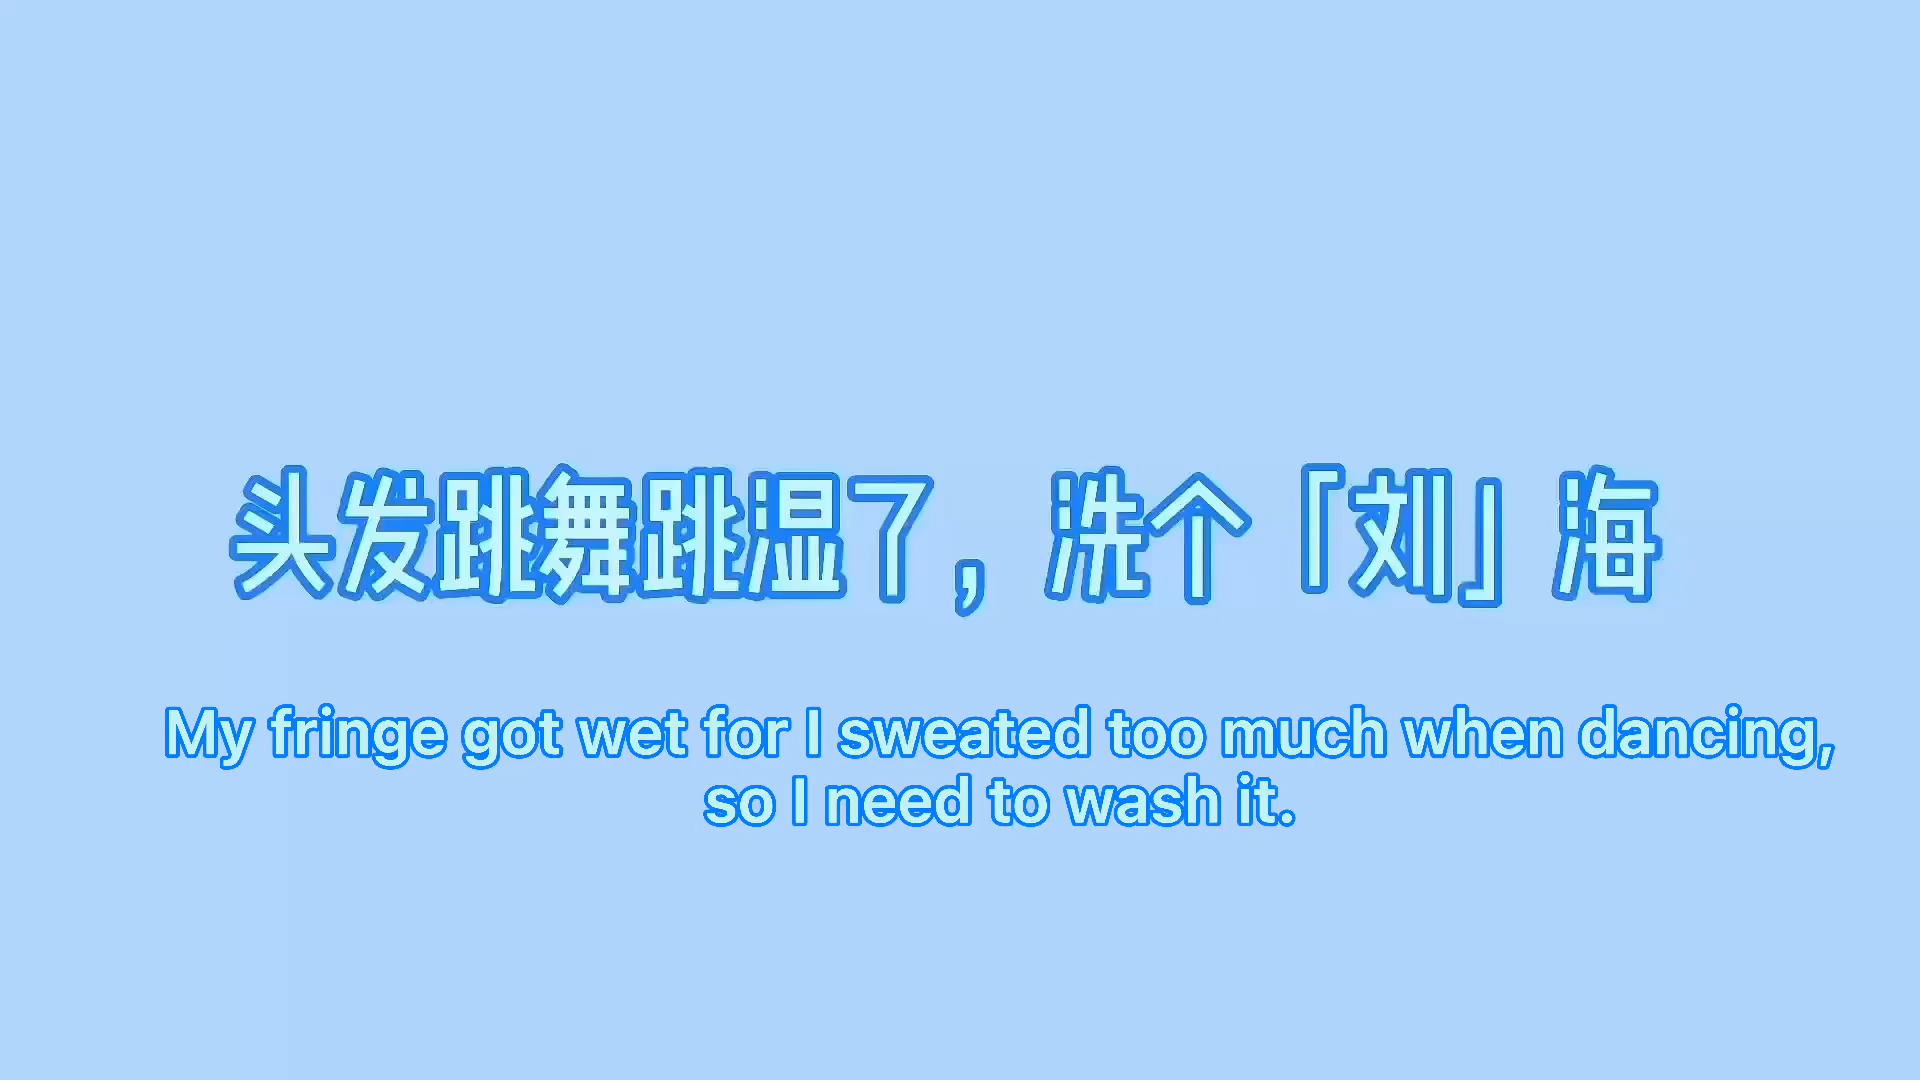 头发跳舞跳湿了，洗个「刘」海
My fringe got wet for I sweated too much when dancing,
so I need to wash it.